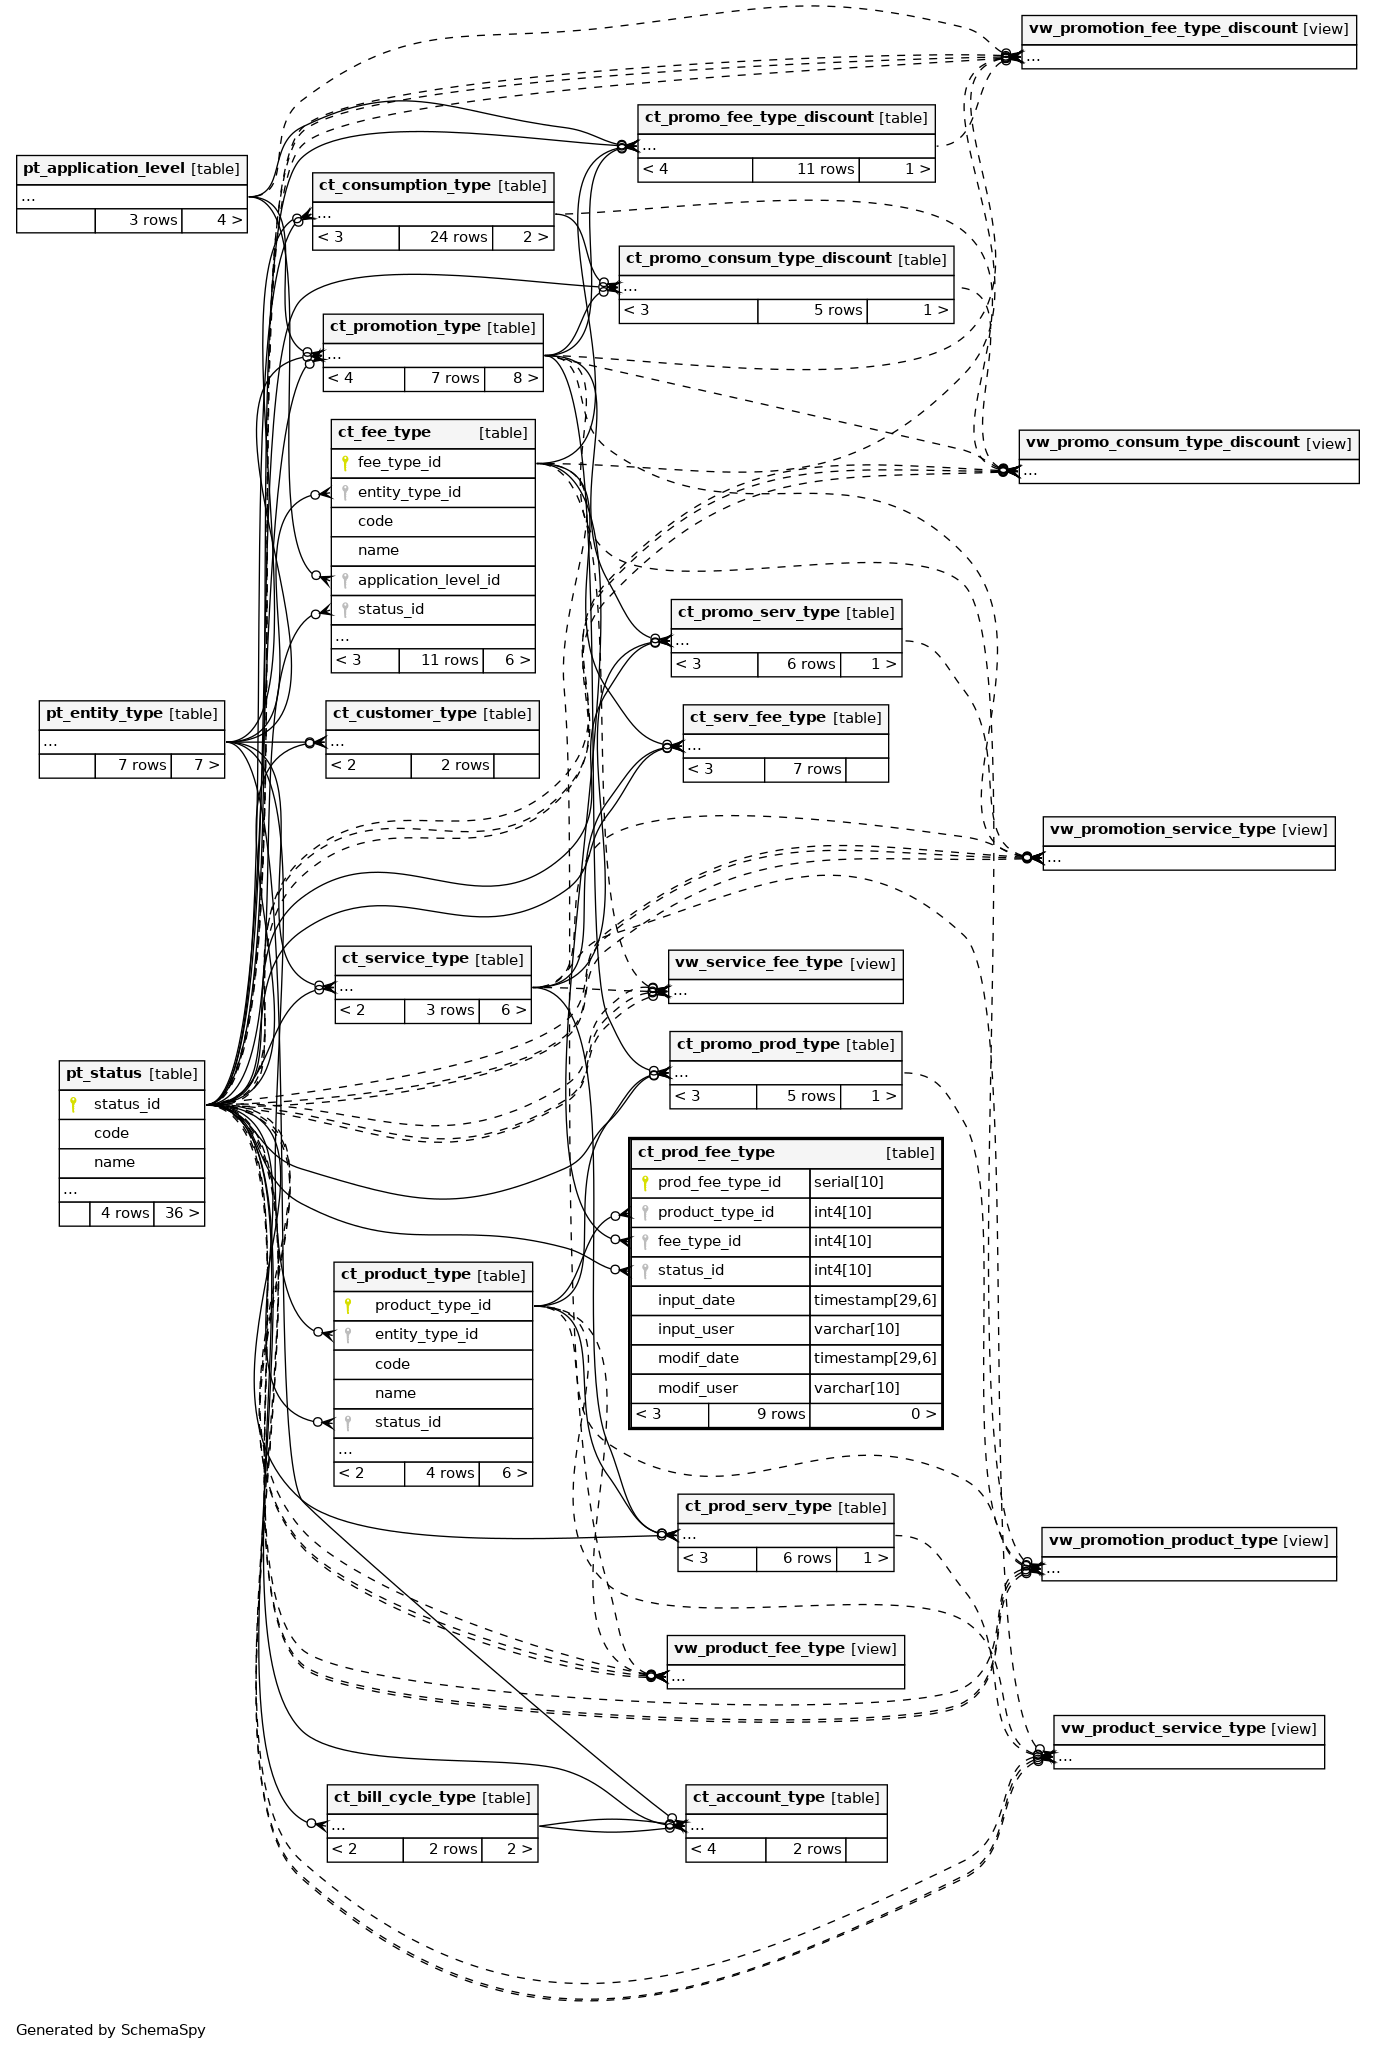 vw_promotion_fee_type_discount [view]
...
ct_promo_fee_type_discount [table]
...
< 4 11 rows 1 >
pt_application_level [table]
...
3 rows 4 >
ct_consumption_type [table]
...
< 3 24 rows 2 >
ct_promo_consum_type_discount [table]
...
< 3 5 rows 1 >
ct_promotion_type [table]
...
< 4 7 rows 8 >
ct_fee_type [table]
fee_type_id
entity_type_id
code
name
application_level_id
status_id
...
< 3 11 rows 6 >
vw_promo_consum_type_discount [view]
...
ct_promo_serv_type [table]
...
< 3 6 rows 1 >
pt_entity_type [table]
...
7 rows 7 >
ct_customer_type [table]
...
< 2 2 rows
ct_serv_fee_type [table]
...
< 3 7 rows
vw_promotion_service_type [view]
...
ct_service_type [table]
...
< 2 3 rows 6 >
vw_service_fee_type [view]
...
ct_promo_prod_type [table]
...
< 3 5 rows 1 >
pt_status [table]
status_id
code
name
...
4 rows 36 >
ct_prod_fee_type [table]
prod_fee_type_id serial[10]
product_type_id int4[10]
fee_type_id int4[10]
status_id int4[10]
input_date timestamp[29,6]
input_user varchar[10]
modif_date timestamp[29,6]
modif_user varchar[10]
< 3 9 rows 0 >
ct_product_type [table]
product_type_id
entity_type_id
code
name
status_id
...
< 2 4 rows 6 >
ct_prod_serv_type [table]
...
< 3 6 rows 1 >
vw_promotion_product_type [view]
...
vw_product_fee_type [view]
...
vw_product_service_type [view]
...
ct_bill_cycle_type [table]
...
< 2 2 rows 2 >
ct_account_type [table]
...
< 4 2 rows
Generated by SchemaSpy